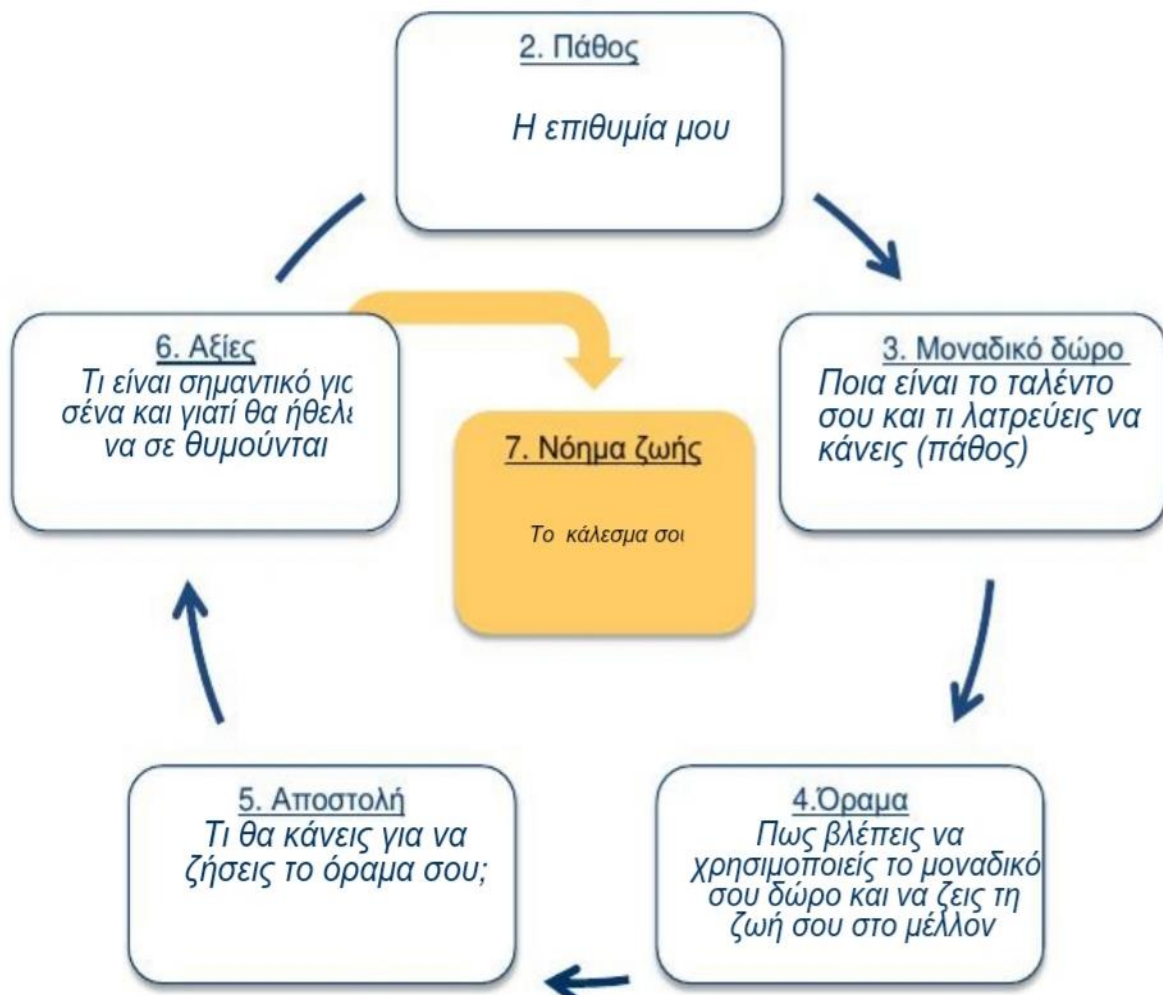 2. Πάθος
Η επιθυμία μου
3. Μοναδικό δώρο
Ποια είναι το ταλέντο
σου και τι λατρεύεις να
κάνεις (πάθος)
4.Όραμα
Πως βλέπεις να
χρησιμοποιείς το μοναδικό
σου δώρο και να ζεις τη
ζωή σου στο μέλλον
5. Αποστολή
Τι θα κάνεις για να
ζήσεις το όραμα σου;
6. Αξίες
Τι είναι σημαντικό
σένα και γιατί θα
να σε θυμούνται
7. Νόημα ζωής
Το κάλεσμα